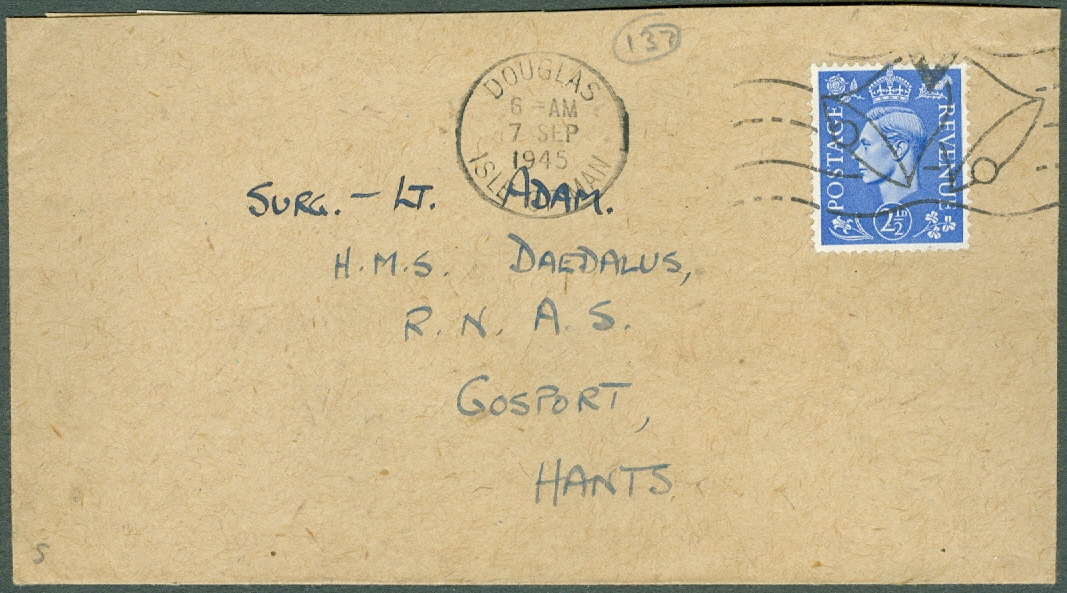 137
DOUGLAS
6-AM
7 SEP
1945
ISLE MAN
POSTAGE REVENUE
2½D
SURG. - LT. ADAM.
H.M.S. DAEDALUS,
R. N. A. S.
GOSPORT,
HANTS
S